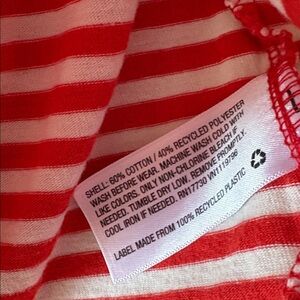 SHELL: 60% COTTON / 40% RECYCLED POLYESTER
WASH BEFORE WEAR. MACHINE WASH COLD WITH
LIKE COLORS. ONLY NON-CHLORINE BLEACH IF
NEEDED. TUMBLE DRY LOW. REMOVE PROMPTLY.
COOL IRON IF NEEDED. RN17730 VN1119796
LABEL MADE FROM 100% RECYCLED PLASTIC